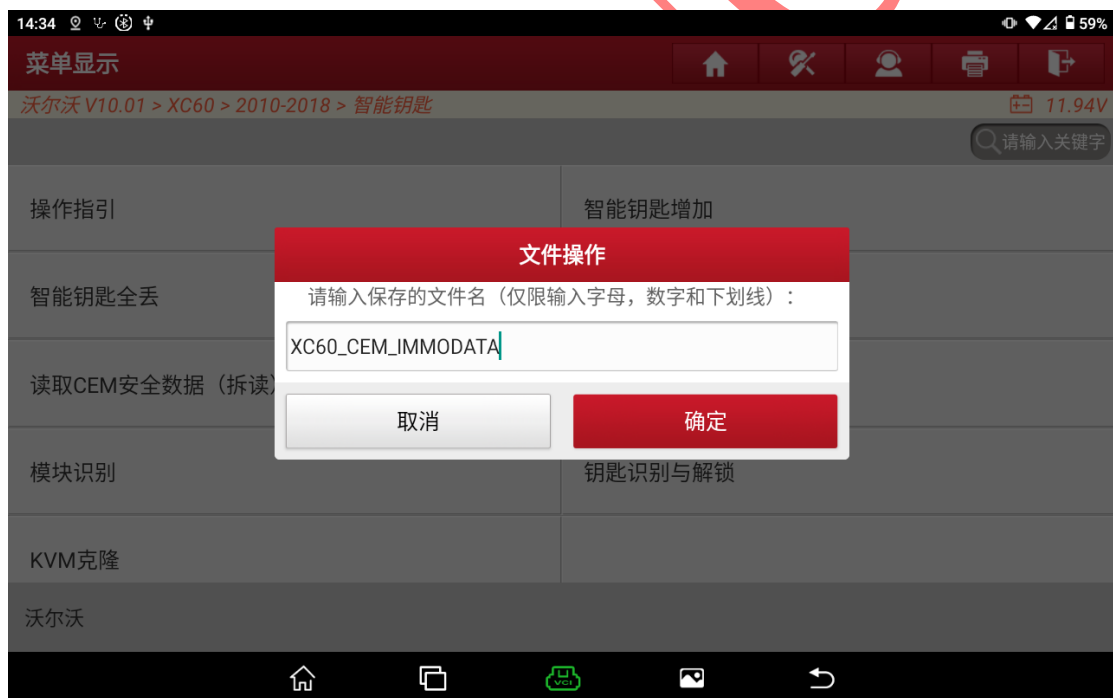 14:34
59%
菜单显示
沃尔沃 V10.01 > XC60 > 2010-2018 > 智能钥匙
11.94V
请输入关键字
操作指引
智能钥匙增加
文件操作
智能钥匙全丢
请输入保存的文件名（仅限输入字母，数字和下划线）：
XC60_CEM_IMMODATA
读取CEM安全数据（拆读）
取消
确定
模块识别
钥匙识别与解锁
KVM克隆
沃尔沃
VCI